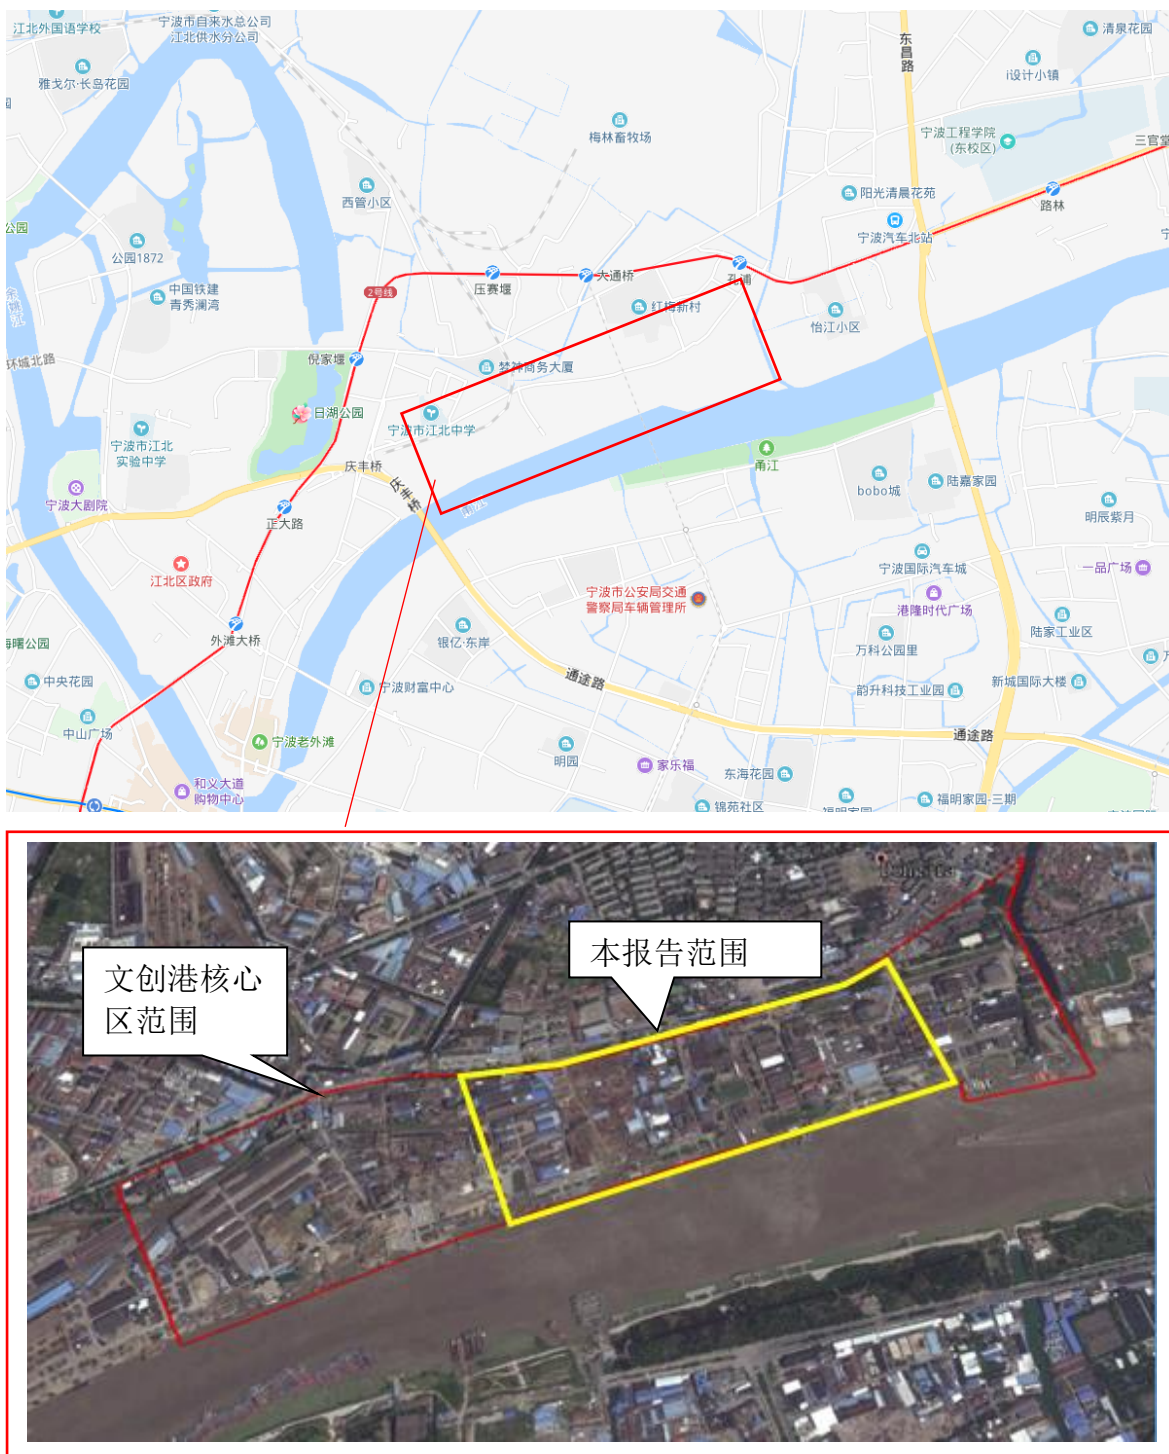 江北外国语学校
宁波市自来水总公司
江北供水分公司
雅戈尔·长岛花园
梅林畜牧场
东昌路
清泉花园
i设计小镇
宁波工程学院
(东校区)
三官堂
西管小区
阳光清晨花苑
路林
宁波汽车北站
公园
公园1872
中国铁建
青秀澜湾
2号线
压赛堰
大通桥
孔浦
红梅新村
怡江小区
余姚江
环城北路
倪家堰
梦神商务大厦
日湖公园
宁波市江北中学
宁波市江北
实验中学
庆丰桥
庆丰桥
甬江
宁波大剧院
正大路
bobo城
陆嘉家园
明辰紫月
江北区政府
宁波国际汽车城
一品广场
宁波市公安局交通
警察局车辆管理所
港隆时代广场
外滩大桥
银亿·东岸
万科公园里
陆家工业区
海曙公园
中央花园
宁波财富中心
通途路
韵升科技工业园
新城国际大楼
中山广场
宁波老外滩
明园
通途路
家乐福
东海花园
和义大道
购物中心
锦苑社区
福明家园
福明家园-三期
文创港核心
区范围
本报告范围